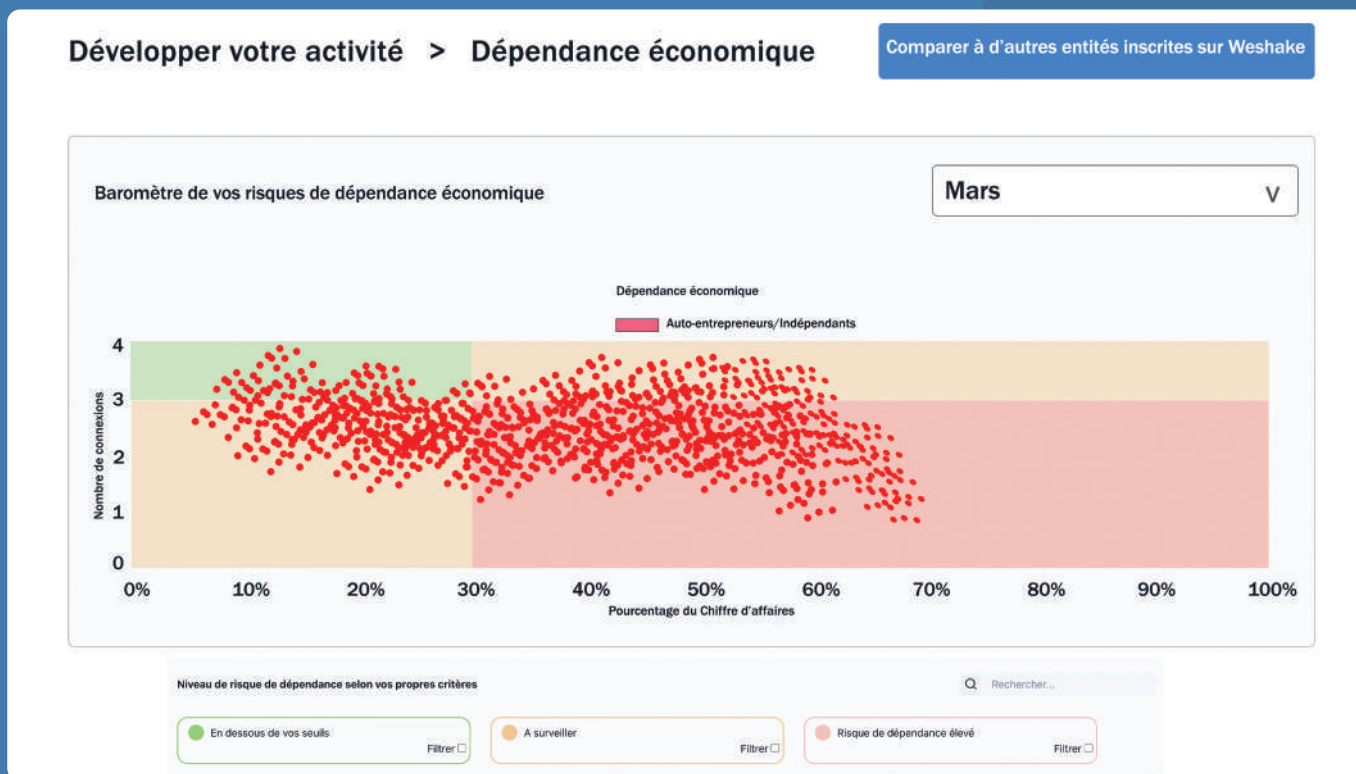 Développer votre activité > Dépendance économique
Comparer à d'autres entités inscrites sur Weshake
Baromètre de vos risques de dépendance économique
Mars V
Dépendance économique
Auto-entrepreneurs/Indépendants
Nombre de connexions
4
3
2
1
0
0% 10% 20% 30% 40% 50% 60% 70% 80% 90% 100%
Pourcentage du Chiffre d'affaires
Niveau de risque de dépendance selon vos propres critères
Rechercher...
En dessous de vos seuils
Filtrer
A surveiller
Filtrer
Risque de dépendance élevé
Filtrer